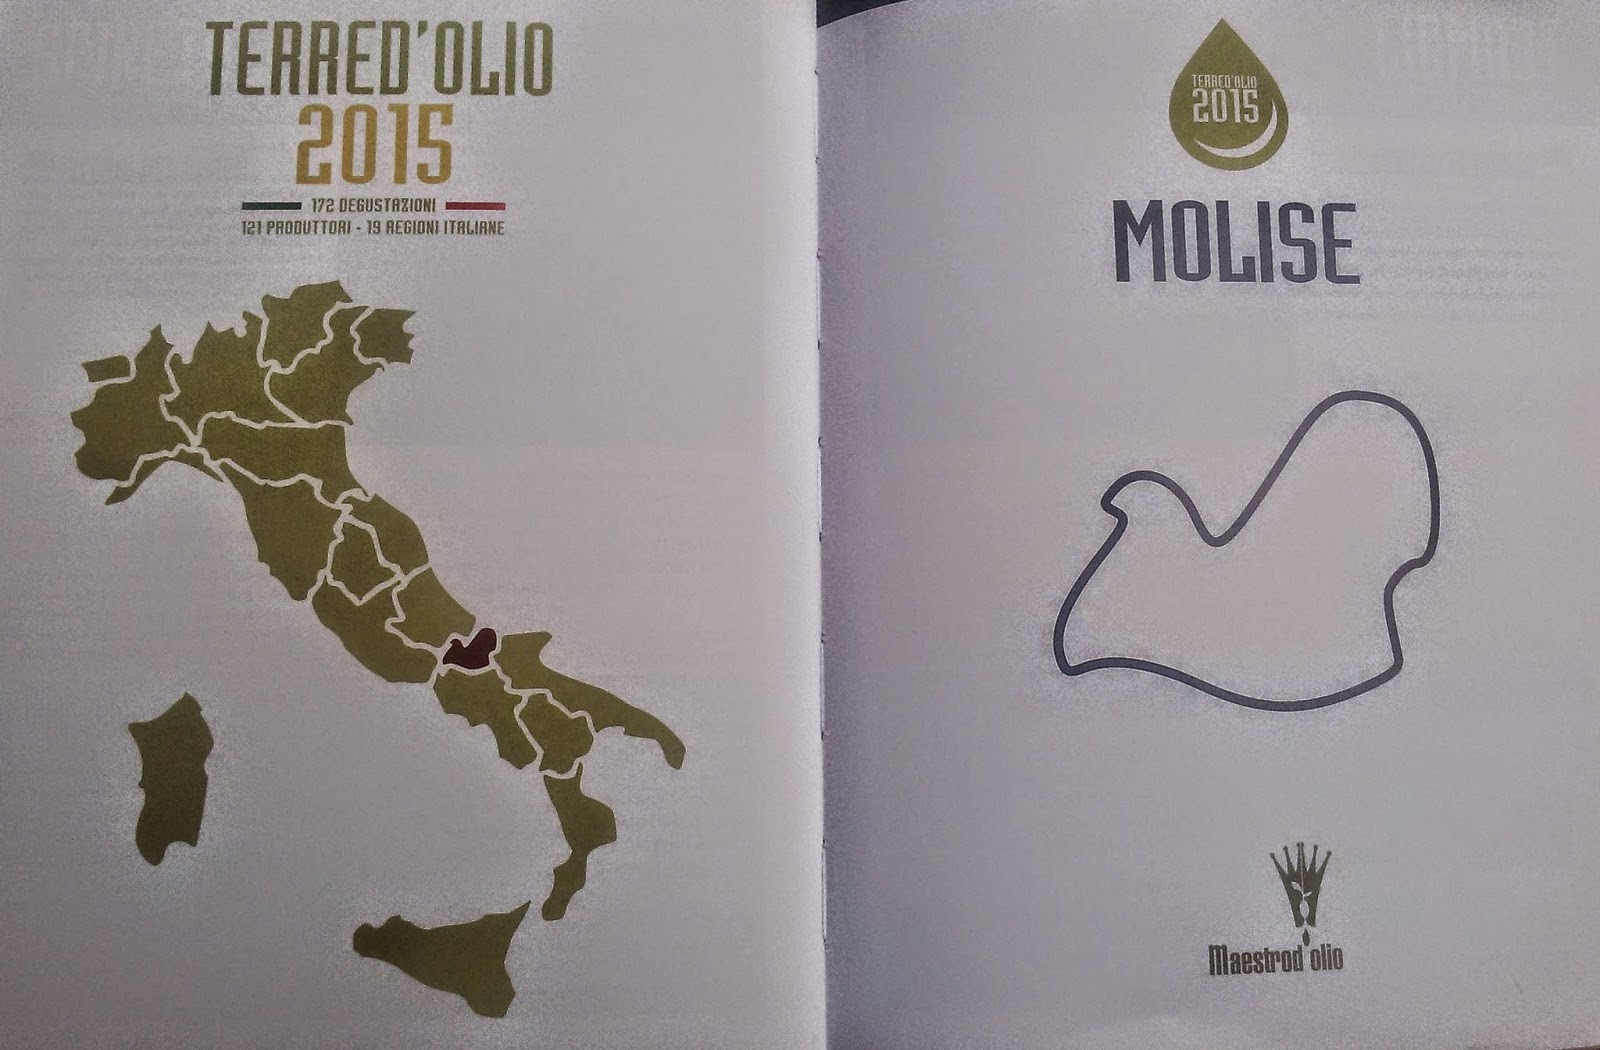 TERRED'OLIO
2015
172 DEGUSTAZIONI
121 PRODUTTORI - 19 REGIONI ITALIANE
TERRED'OLIO
2015
MOLISE
Maestrod'olio